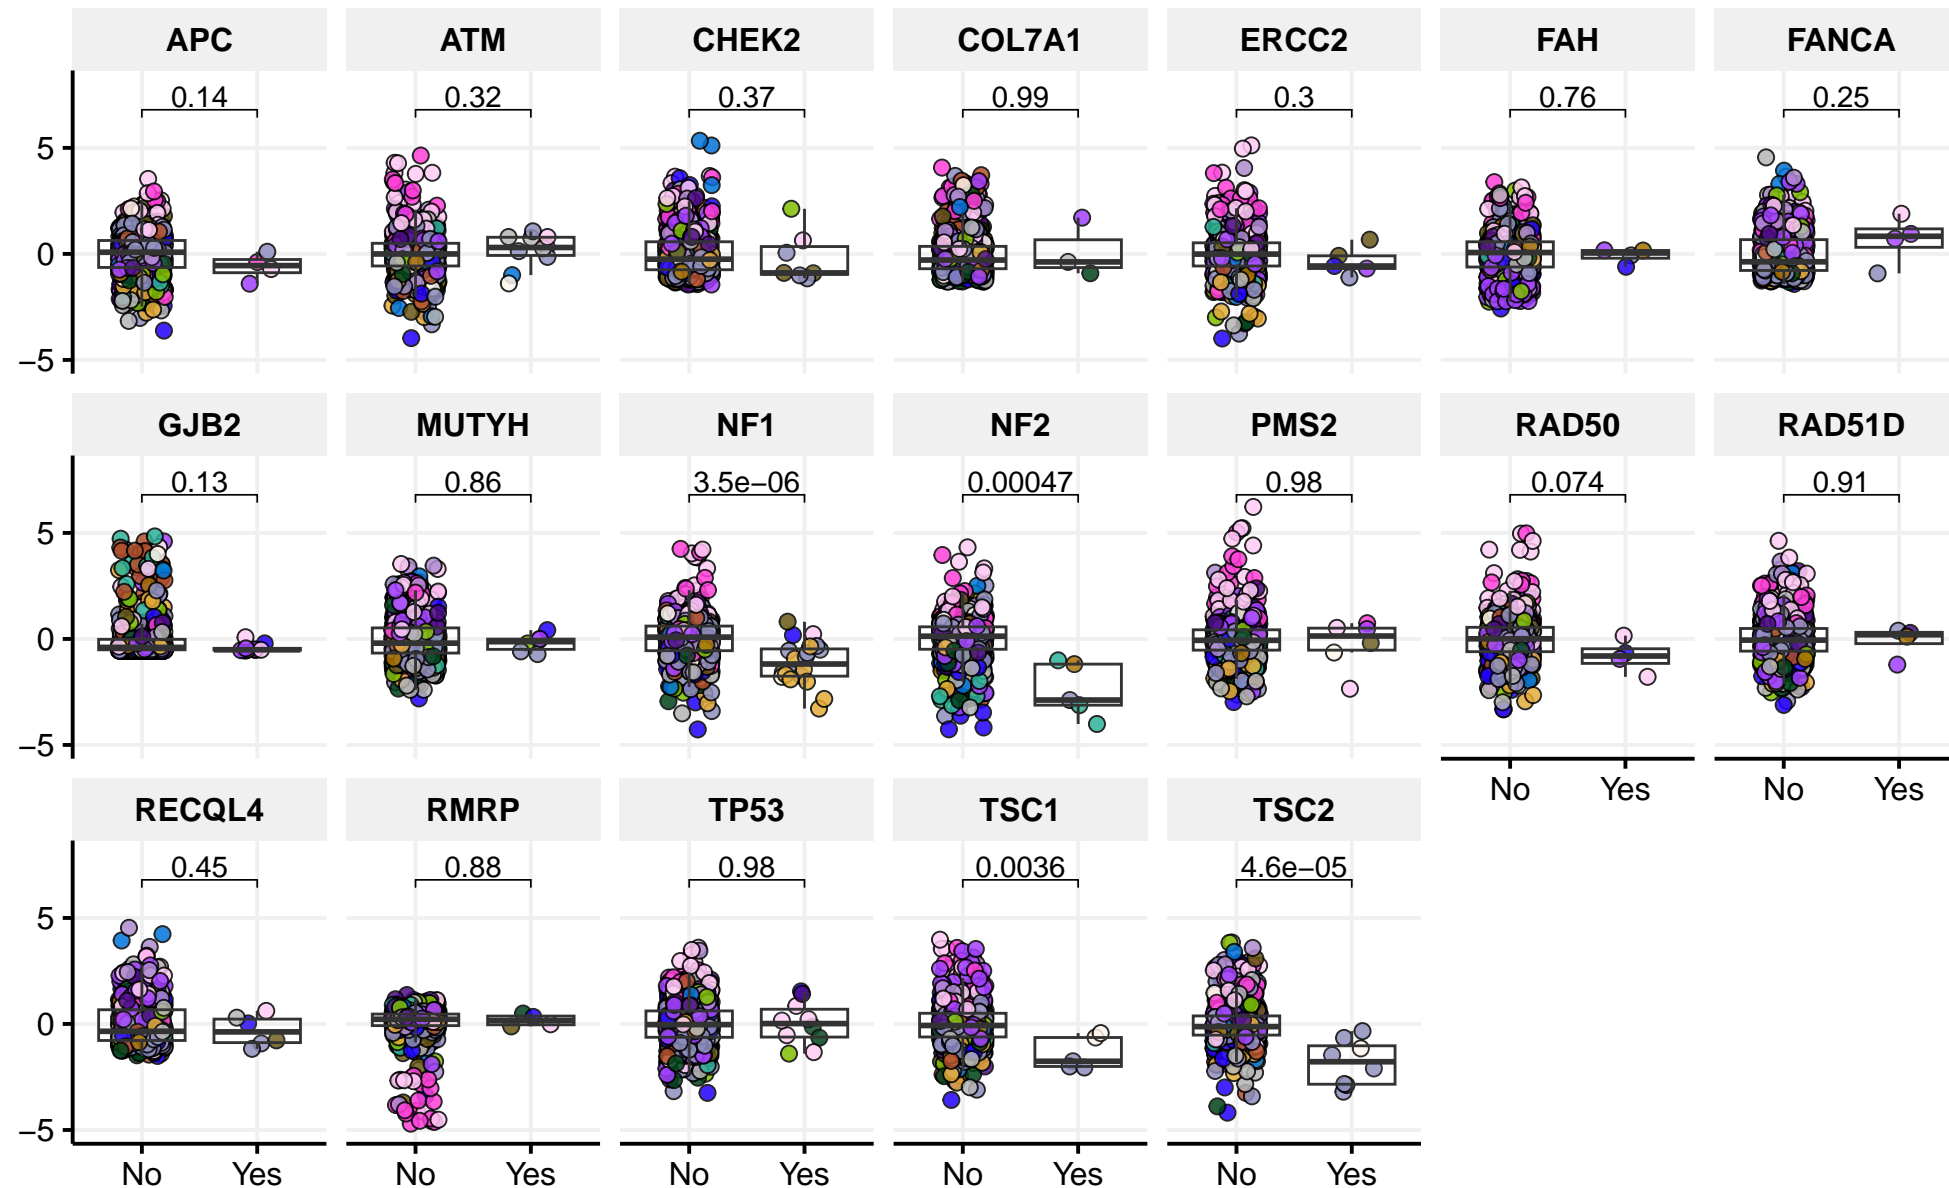 APC ATM CHEK2 COL7A1 ERCC2 FAH FANCA
0.14 0.32 0.37 0.99 0.3 0.76 0.25
5
0
−5
GJB2 MUTYH NF1 NF2 PMS2 RAD50 RAD51D
0.13 0.86 3.5e−06 0.00047 0.98 0.074 0.91
5
0
−5
No Yes No Yes
RECQL4 RMRP TP53 TSC1 TSC2
0.45 0.88 0.98 0.0036 4.6e−05
5
0
−5
No Yes No Yes No Yes No Yes No Yes